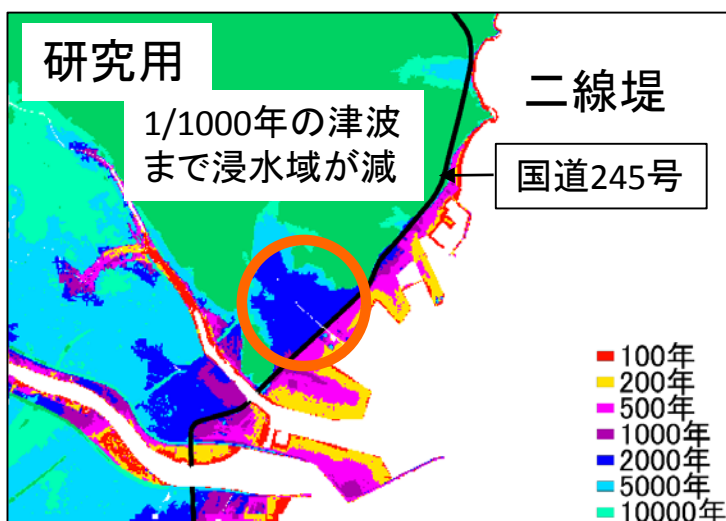 研究用
1/1000年の津波
まで浸水域が減
二線堤
国道245号
100年
200年
500年
1000年
2000年
5000年
10000年